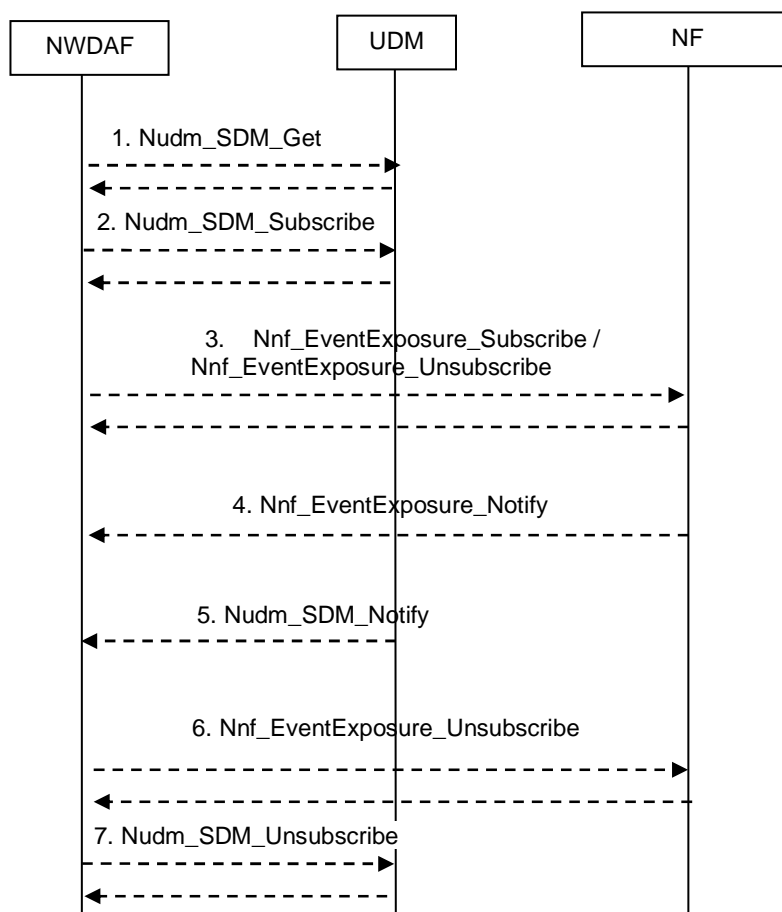 NWDAF
UDM
NF
1. Nudm_SDM_Get
2. Nudm_SDM_Subscribe
3. Nnf_EventExposure_Subscribe /
Nnf_EventExposure_Unsubscribe
4. Nnf_EventExposure_Notify
5. Nudm_SDM_Notify
6. Nnf_EventExposure_Unsubscribe
7. Nudm_SDM_Unsubscribe